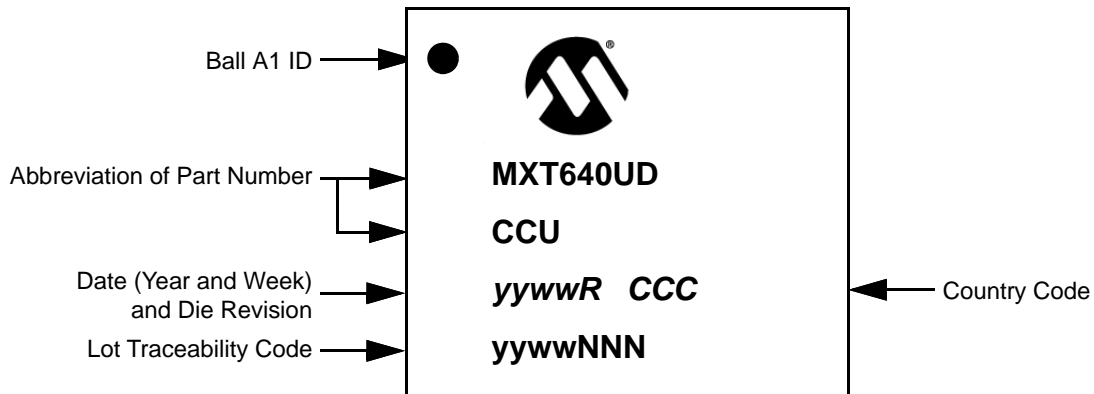 ®
Ball A1 ID
MXT640UD
Abbreviation of Part Number
CCU
Date (Year and Week)
and Die Revision
yywwR CCC
Country Code
Lot Traceability Code
yywwNNN